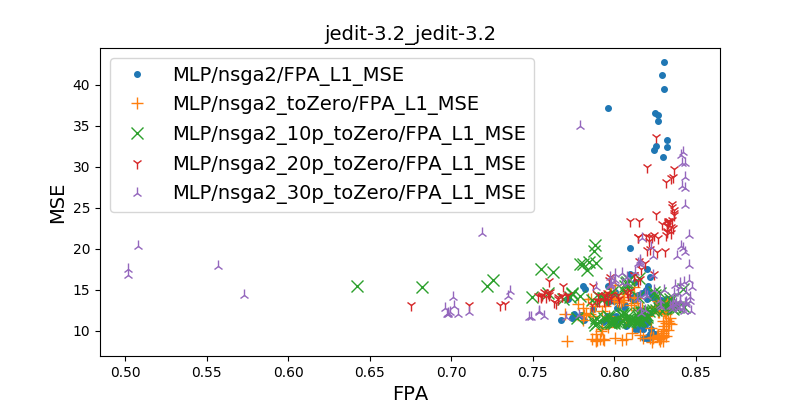 jedit-3.2_jedit-3.2
MLP/nsga2/FPA_L1_MSE
MLP/nsga2_toZero/FPA_L1_MSE
MLP/nsga2_10p_toZero/FPA_L1_MSE
MLP/nsga2_20p_toZero/FPA_L1_MSE
MLP/nsga2_30p_toZero/FPA_L1_MSE
MSE
40
35
30
25
20
15
10
0.50 0.55 0.60 0.65 0.70 0.75 0.80 0.85
FPA